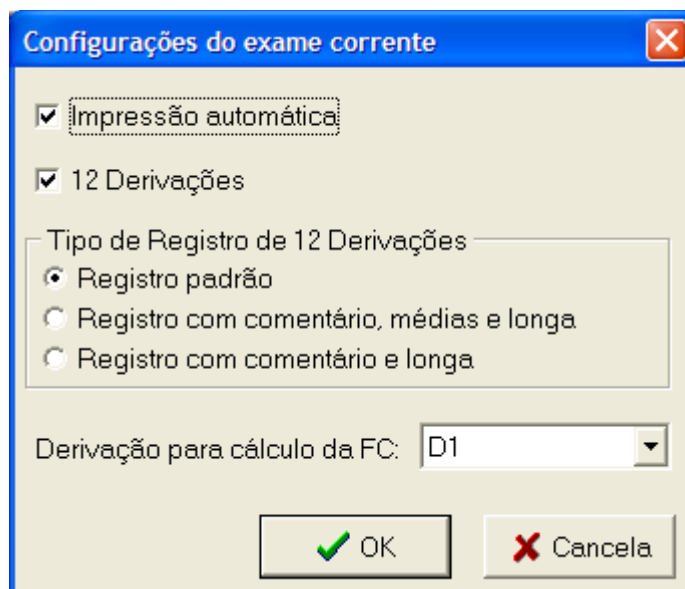 Configurações do exame corrente
Impressão automática
12 Derivações
Tipo de Registro de 12 Derivações
Registro padrão
Registro com comentário, médias e longa
Registro com comentário e longa
Derivação para cálculo da FC: D1
OK Cancela